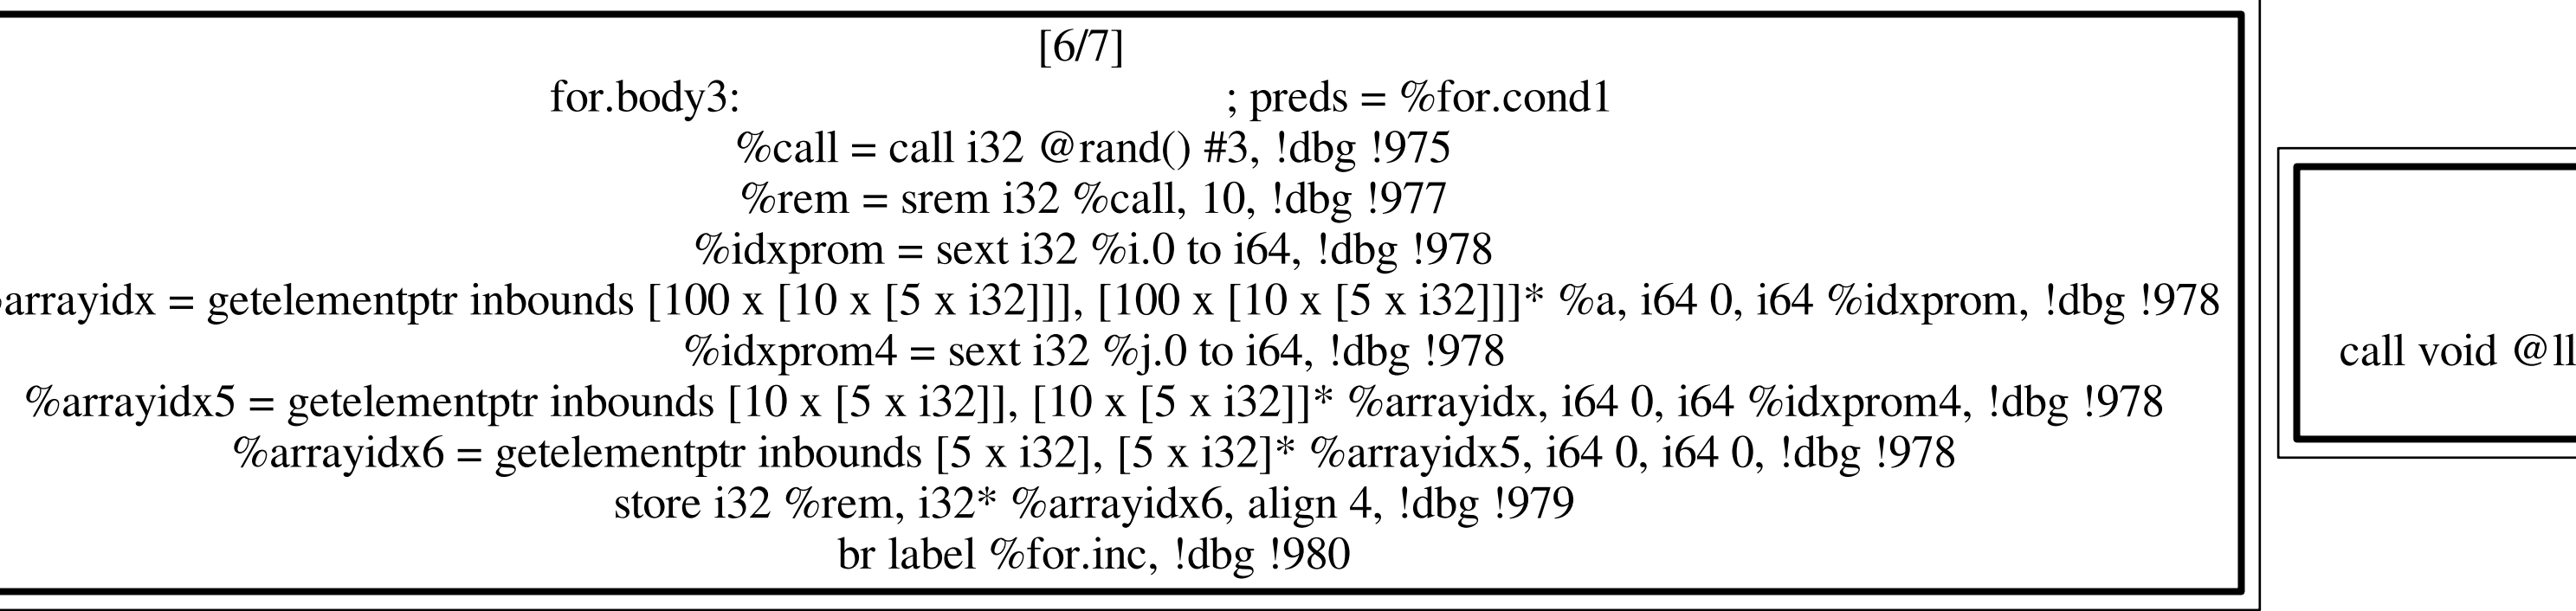 [6/7]
for.body3: ; preds = %for.cond1
%call = call i32 @rand() #3, !dbg !975
%rem = srem i32 %call, 10, !dbg !977
%idxprom = sext i32 %i.0 to i64, !dbg !978
arrayidx = getelementptr inbounds [100 x [10 x [5 x i32]]], [100 x [10 x [5 x i32]]]* %a, i64 0, i64 %idxprom, !dbg !978
%idxprom4 = sext i32 %j.0 to i64, !dbg !978
%arrayidx5 = getelementptr inbounds [10 x [5 x i32]], [10 x [5 x i32]]* %arrayidx, i64 0, i64 %idxprom4, !dbg !978
%arrayidx6 = getelementptr inbounds [5 x i32], [5 x i32]* %arrayidx5, i64 0, i64 0, !dbg !978
store i32 %rem, i32* %arrayidx6, align 4, !dbg !979
br label %for.inc, !dbg !980
call void @ll